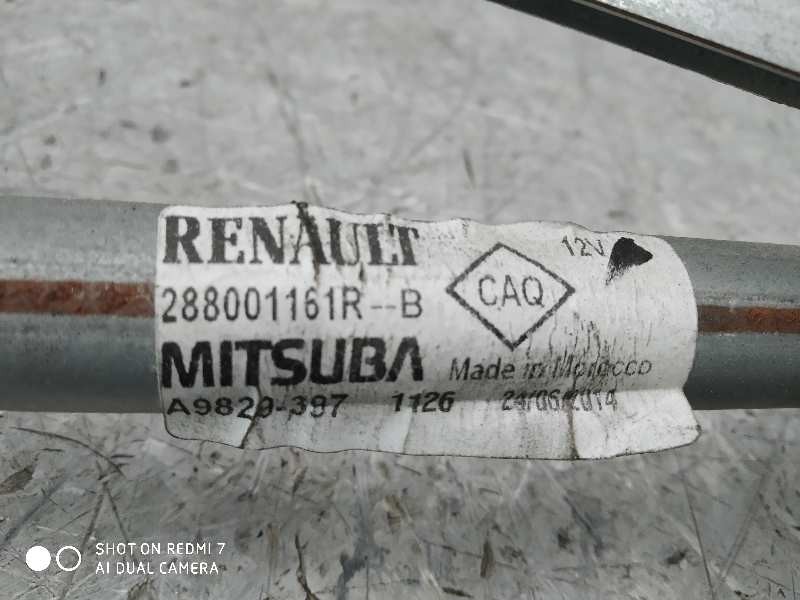 RENAULT
288001161R--B
CAQ
12V
MITSUBA
Made in Morocco
A9829-397 1126 24/06/2014
SHOT ON REDMI 7
AI DUAL CAMERA